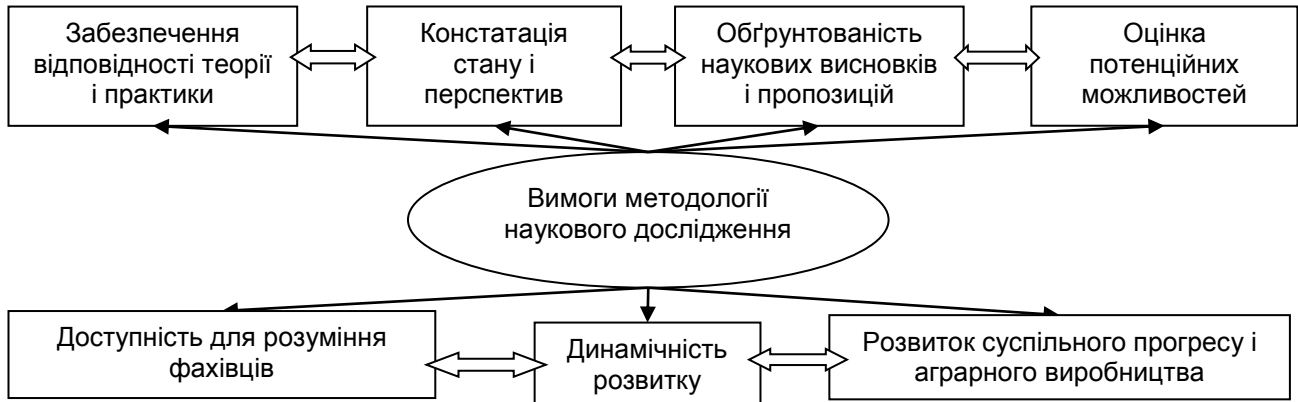 Забезпечення
відповідності теорії
і практики
Констатація
стану і
перспектив
Обґрунтованість
наукових висновків
і пропозицій
Оцінка
потенційних
можливостей
Вимоги методології
наукового дослідження
Доступність для розуміння
фахівців
Динамічність
розвитку
Розвиток суспільного прогресу і
аграрного виробництва